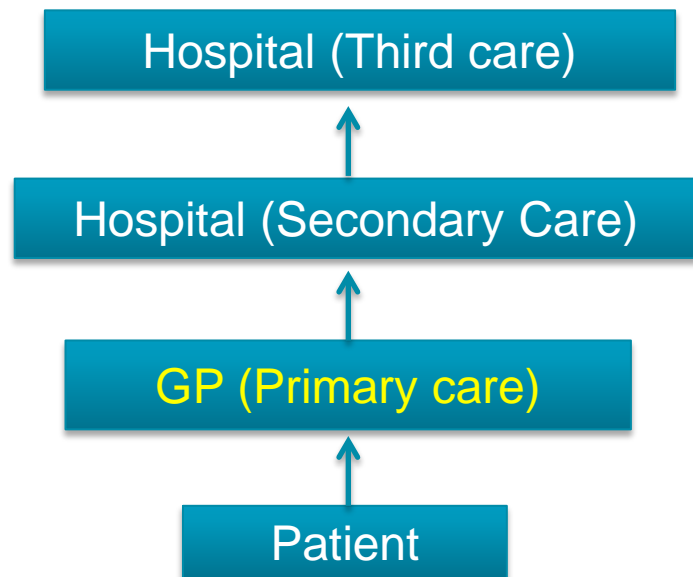 Hospital (Third care)
Hospital (Secondary Care)
GP (Primary care)
Patient